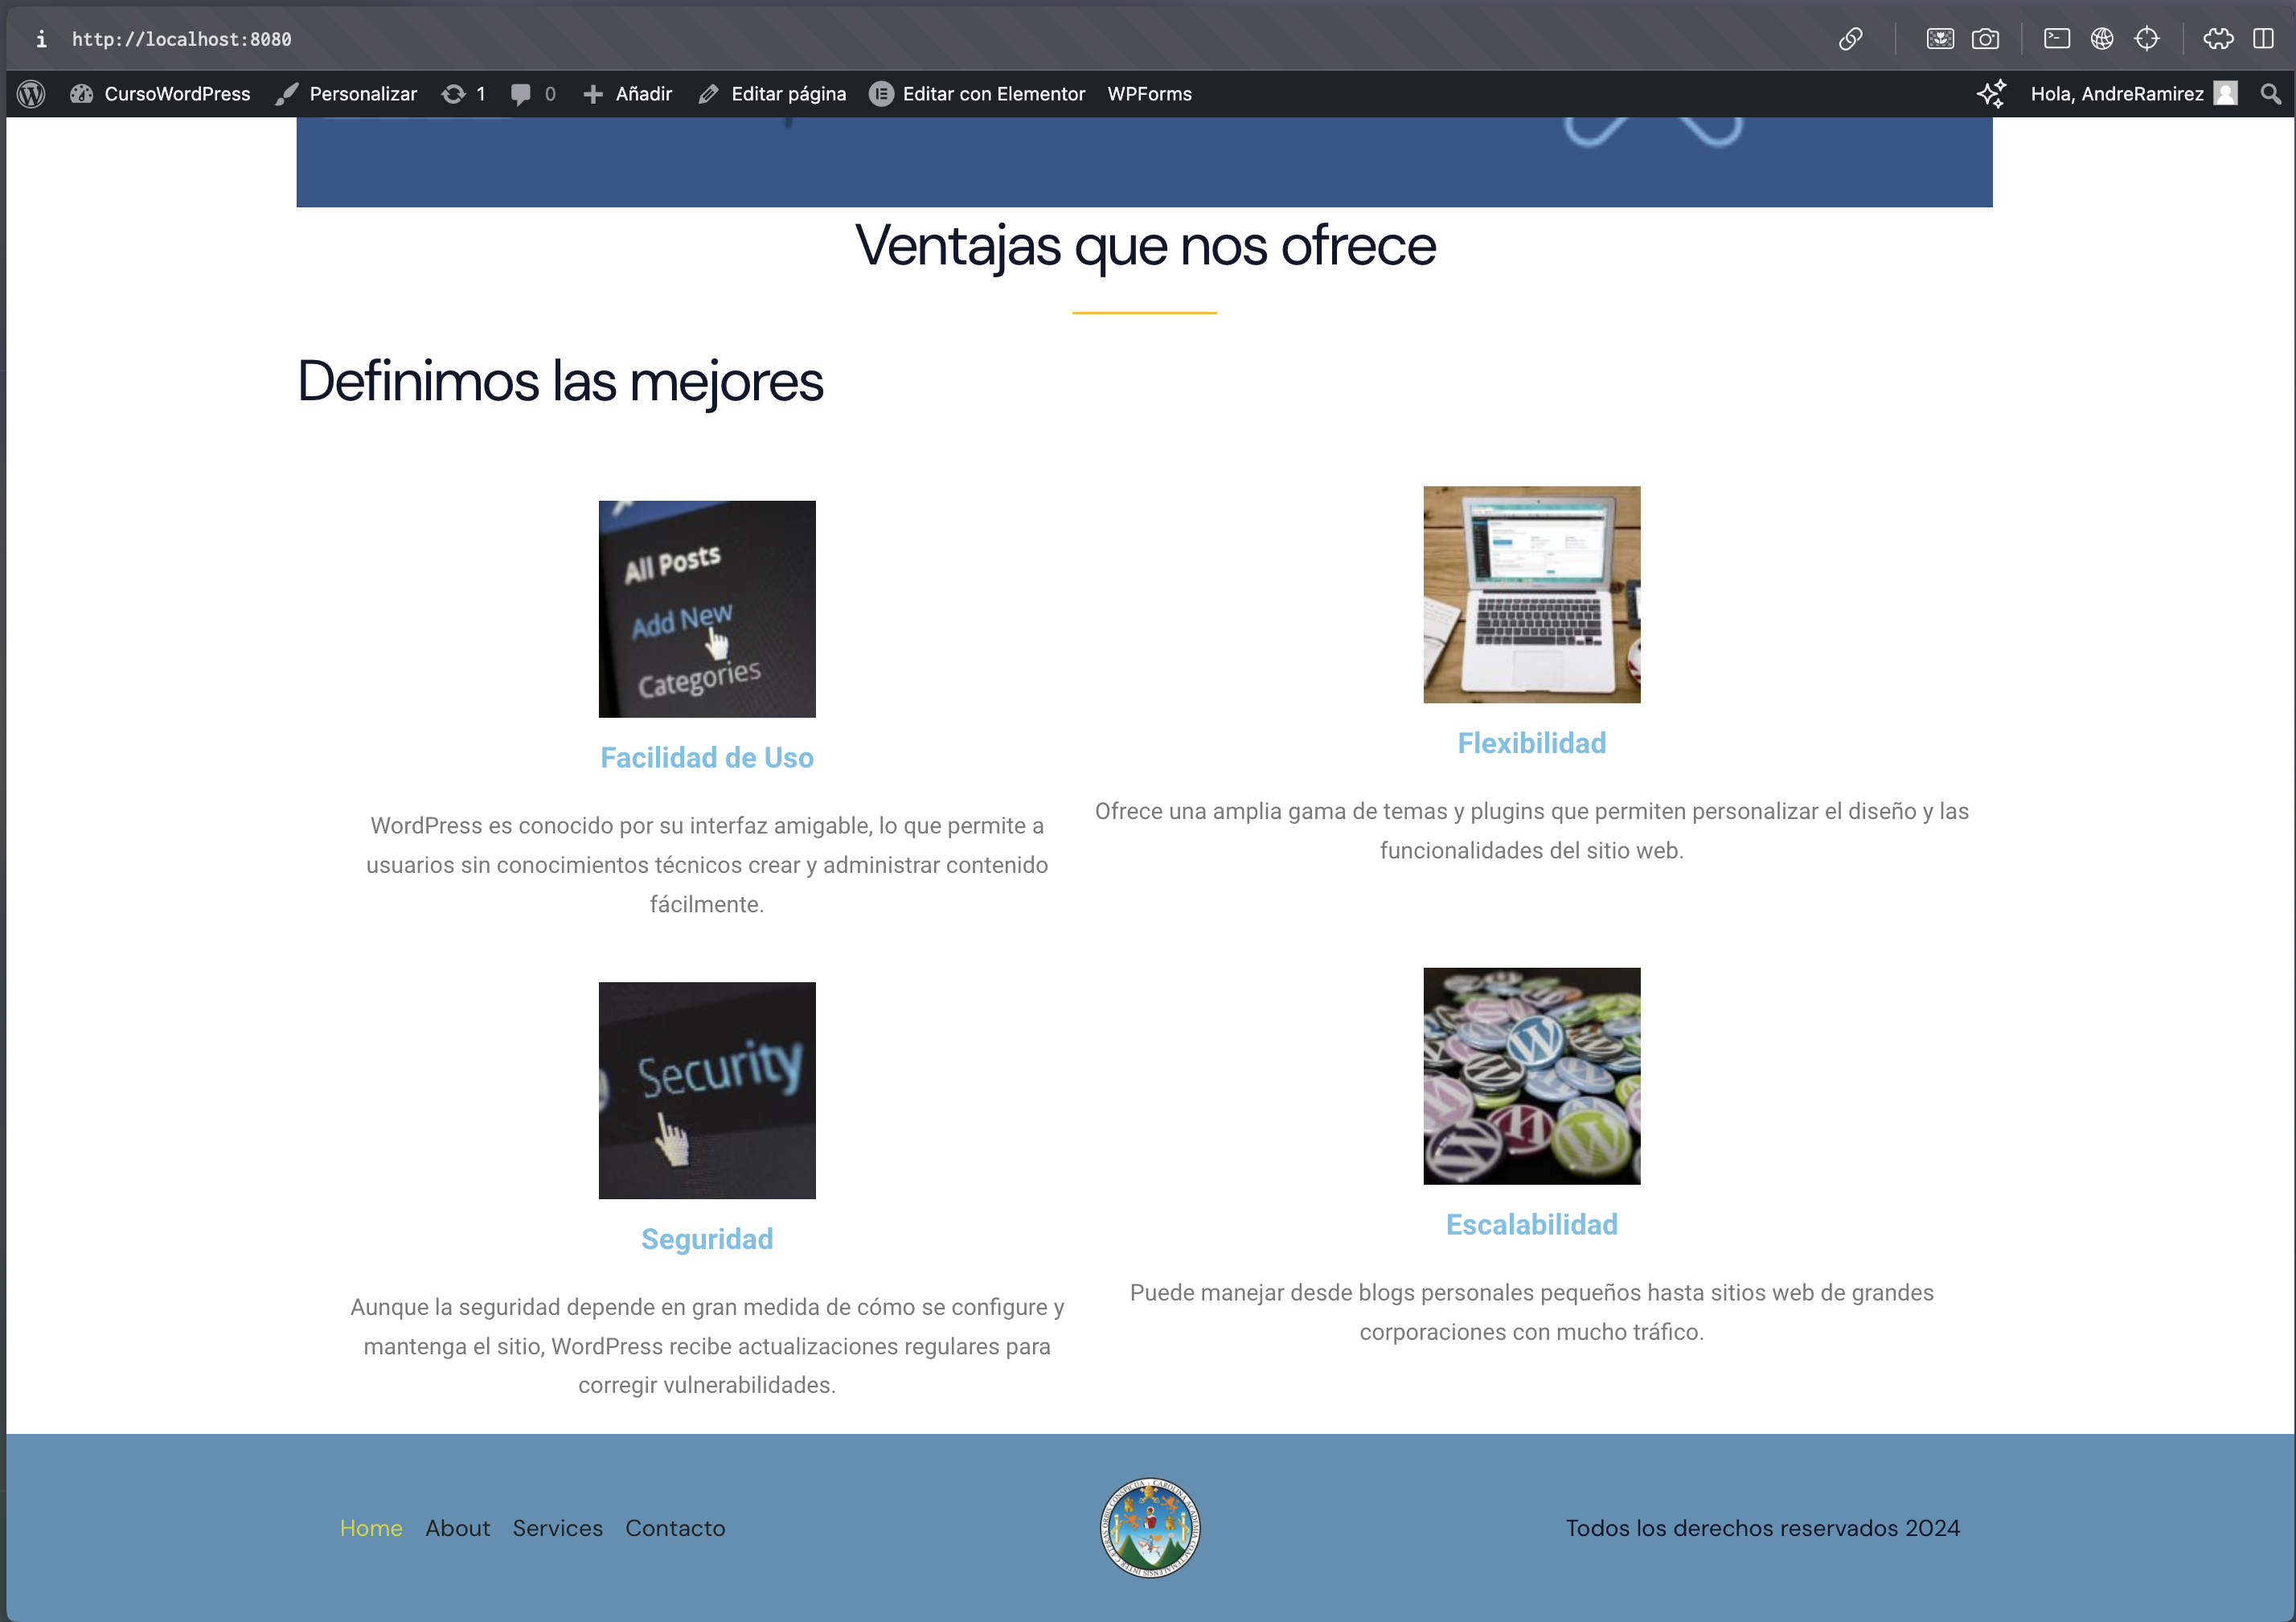 http://localhost:8080
CursoWordPress Personalizar 1 0 Añadir Editar página Editar con Elementor WPForms Hola, AndreRamirez
Ventajas que nos ofrece
Definimos las mejores
All Posts
Add New
Categories
Facilidad de Uso
WordPress es conocido por su interfaz amigable, lo que permite a
usuarios sin conocimientos técnicos crear y administrar contenido
fácilmente.
Flexibilidad
Ofrece una amplia gama de temas y plugins que permiten personalizar el diseño y las
funcionalidades del sitio web.
Security
Seguridad
Aunque la seguridad depende en gran medida de cómo se configure y
mantenga el sitio, WordPress recibe actualizaciones regulares para
corregir vulnerabilidades.
Escalabilidad
Puede manejar desde blogs personales pequeños hasta sitios web de grandes
corporaciones con mucho tráfico.
Home About Services Contacto
Todos los derechos reservados 2024